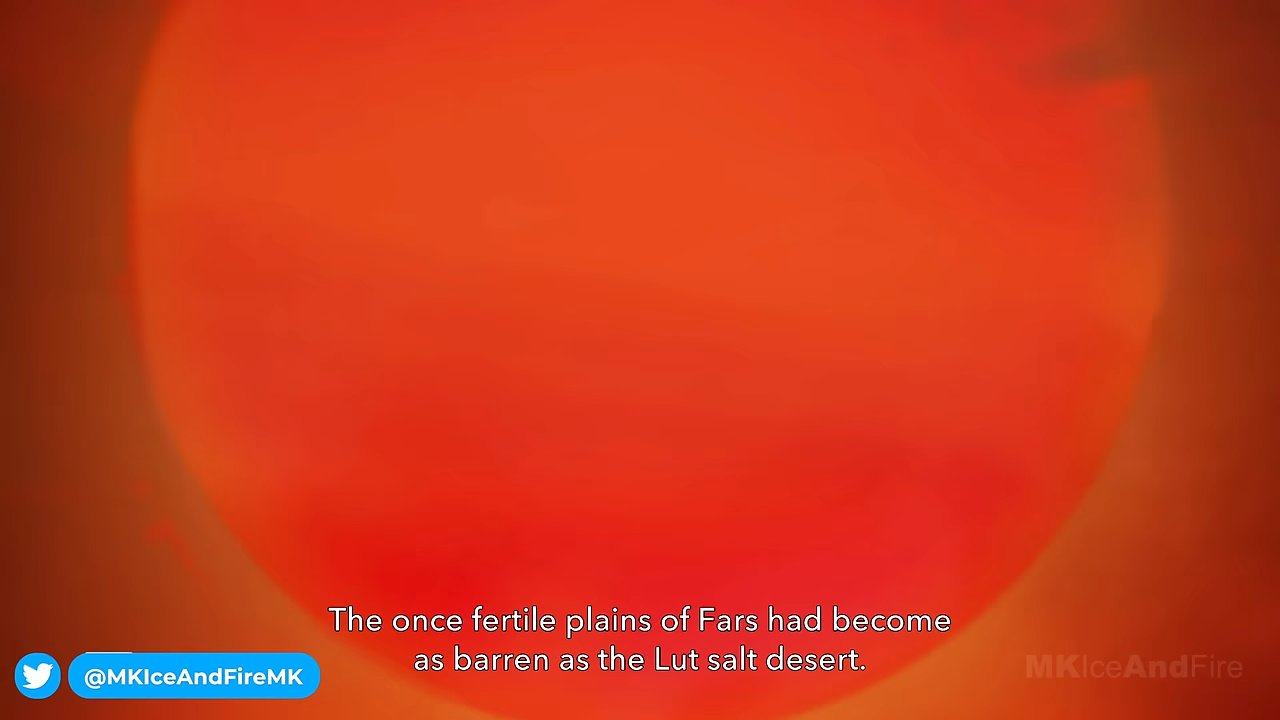 The once fertile plains of Fars had become
as barren as the Lut salt desert.
@MKIceAndFireMK
MKIceAndFire